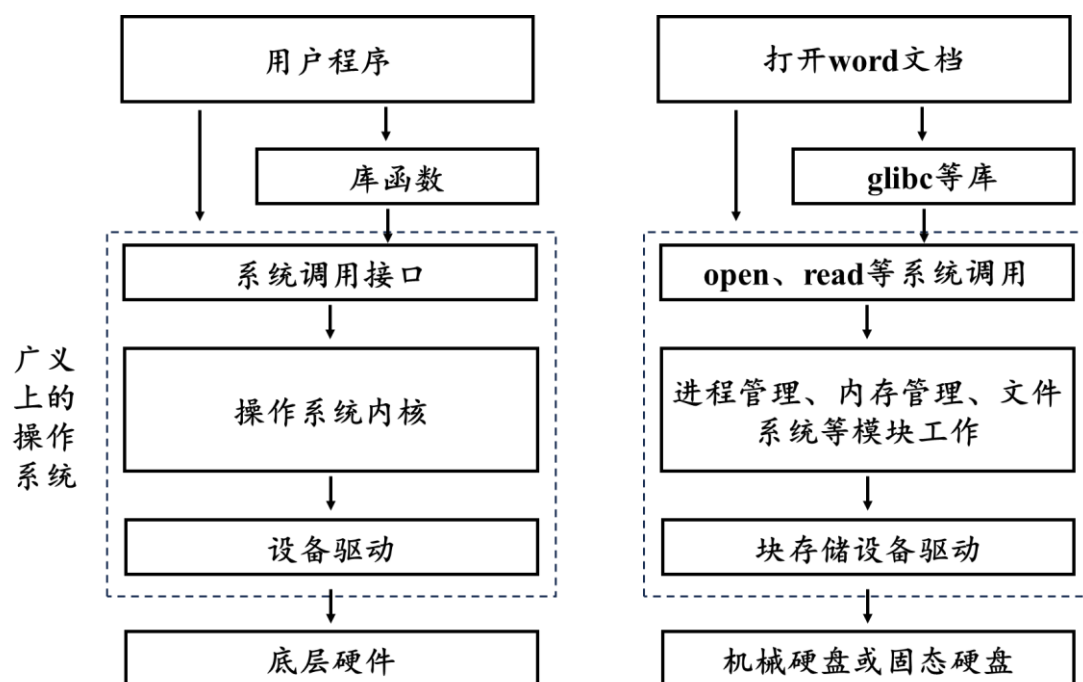 用户程序
库函数
系统调用接口
广义
上的
操作
系统
操作系统内核
设备驱动
底层硬件
打开word文档
glibc等库
open、read等系统调用
进程管理、内存管理、文件
系统等模块工作
块存储设备驱动
机械硬盘或固态硬盘